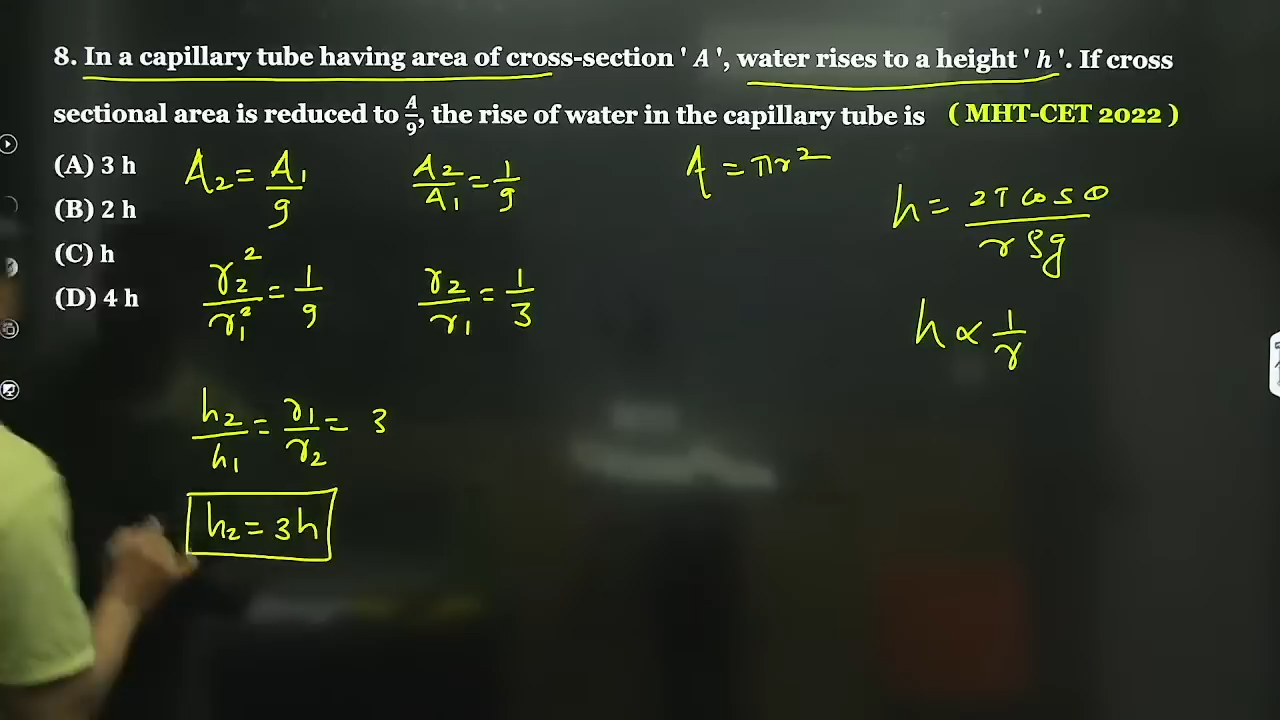 8. In a capillary tube having area of cross-section ' A ', water rises to a height ' h '. If cross
sectional area is reduced to A/9, the rise of water in the capillary tube is ( MHT-CET 2022 )
(A) 3 h
(B) 2 h
(C) h
(D) 4 h
A₂ = A₁/9
A₂/A₁ = 1/9
A = πr²
h = 2T cos θ / rρg
r₂²/r₁² = 1/9
r₂/r₁ = 1/3
h ∝ 1/r
h₂/h₁ = r₁/r₂ = 3
h₂ = 3h